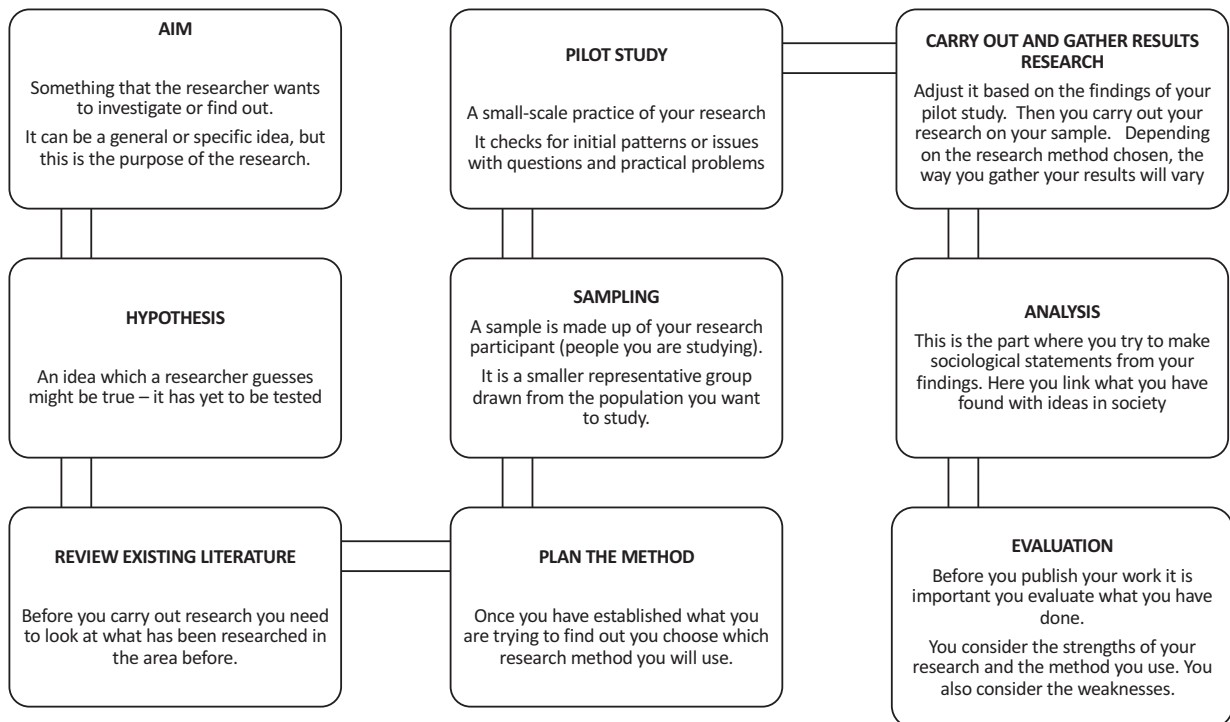 AIM
Something that the researcher wants
to investigate or find out.
It can be a general or specific idea, but
this is the purpose of the research.
HYPOTHESIS
An idea which a researcher guesses
might be true – it has yet to be tested
REVIEW EXISTING LITERATURE
Before you carry out research you need
to look at what has been researched in
the area before.
PLAN THE METHOD
Once you have established what you
are trying to find out you choose which
research method you will use.
SAMPLING
A sample is made up of your research
participant (people you are studying).
It is a smaller representative group
drawn from the population you want
to study.
PILOT STUDY
A small-scale practice of your research
It checks for initial patterns or issues
with questions and practical problems
CARRY OUT AND GATHER RESULTS
RESEARCH
Adjust it based on the findings of your
pilot study. Then you carry out your
research on your sample. Depending
on the research method chosen, the
way you gather your results will vary
ANALYSIS
This is the part where you try to make
sociological statements from your
findings. Here you link what you have
found with ideas in society
EVALUATION
Before you publish your work it is
important you evaluate what you have
done.
You consider the strengths of your
research and the method you use. You
also consider the weaknesses.